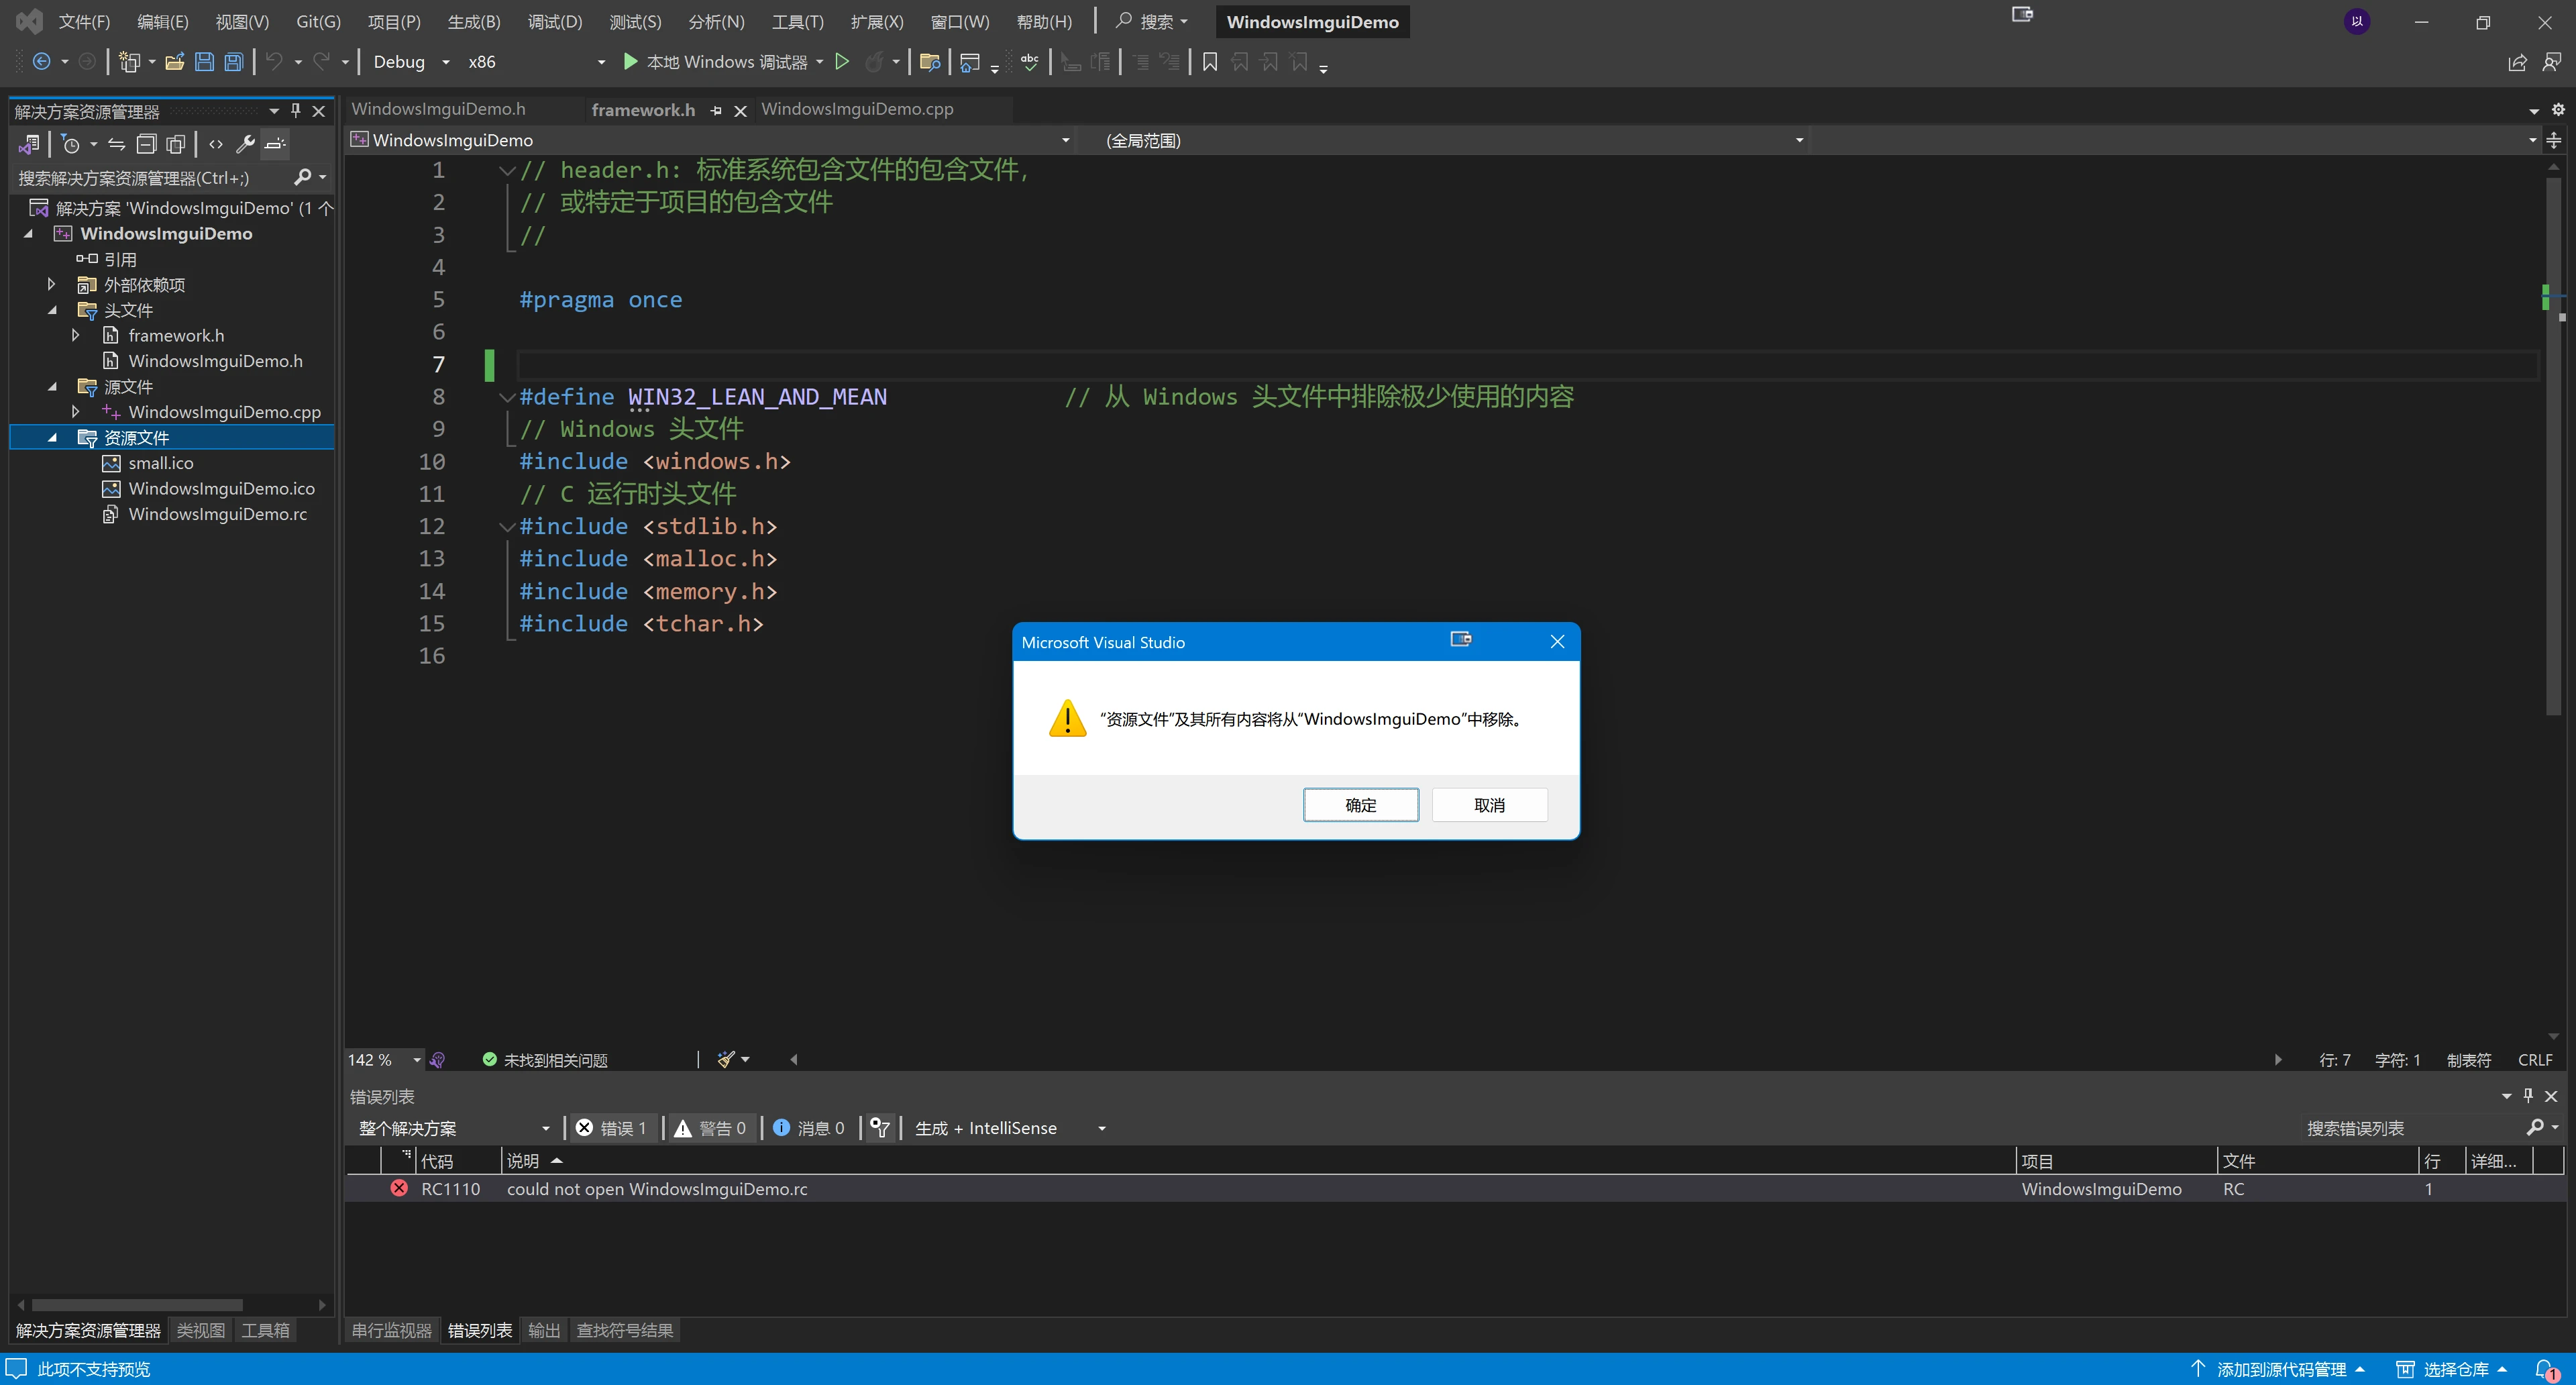 文件(F) 编辑(E) 视图(V) Git(G) 项目(P) 生成(B) 调试(D) 测试(S) 分析(N) 工具(T) 扩展(X) 窗口(W) 帮助(H) 搜索 WindowsImguiDemo 以
Debug x86 本地 Windows 调试器 abc
解决方案资源管理器
搜索解决方案资源管理器(Ctrl+;)
解决方案 'WindowsImguiDemo' (1 个
WindowsImguiDemo
引用
外部依赖项
头文件
framework.h
WindowsImguiDemo.h
源文件
WindowsImguiDemo.cpp
资源文件
small.ico
WindowsImguiDemo.ico
WindowsImguiDemo.rc
解决方案资源管理器 类视图 工具箱
WindowsImguiDemo.h framework.h WindowsImguiDemo.cpp
WindowsImguiDemo (全局范围)
1 // header.h: 标准系统包含文件的包含文件,
2 // 或特定于项目的包含文件
3 //
4
5 #pragma once
6
7
8 #define WIN32_LEAN_AND_MEAN // 从 Windows 头文件中排除极少使用的内容
9 // Windows 头文件
10 #include <windows.h>
11 // C 运行时头文件
12 #include <stdlib.h>
13 #include <malloc.h>
14 #include <memory.h>
15 #include <tchar.h>
16
Microsoft Visual Studio
“资源文件”及其所有内容将从“WindowsImguiDemo”中移除。
确定 取消
142 % 未找到相关问题 行: 7 字符: 1 制表符 CRLF
错误列表
整个解决方案 错误 1 警告 0 消息 0 生成 + IntelliSense 搜索错误列表
代码 说明 项目 文件 行 详细...
RC1110 could not open WindowsImguiDemo.rc WindowsImguiDemo RC 1
串行监视器 错误列表 输出 查找符号结果
此项不支持预览 添加到源代码管理 选择仓库 1